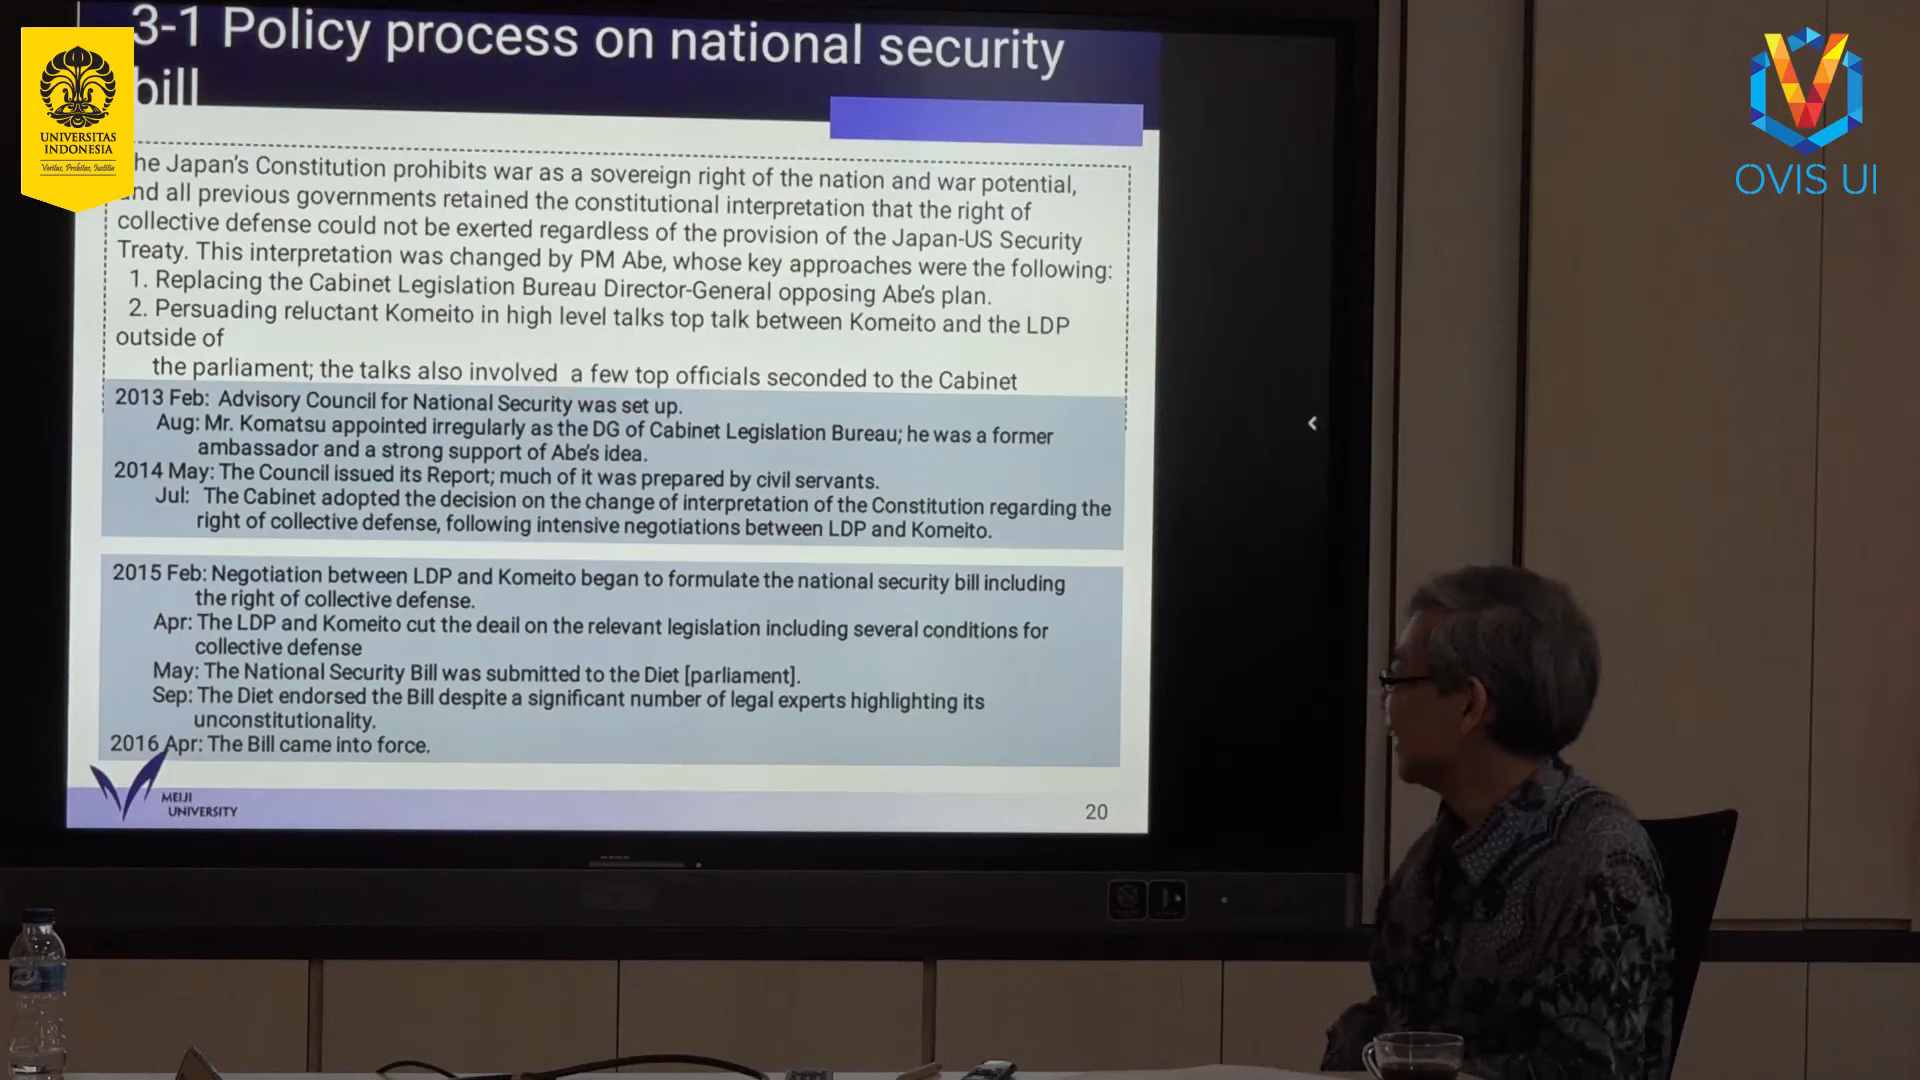 3-1 Policy process on national security
bill
UNIVERSITAS
INDONESIA
Veritas, Probitas, Iustitia
OVIS UI
he Japan's Constitution prohibits war as a sovereign right of the nation and war potential,
nd all previous governments retained the constitutional interpretation that the right of
collective defense could not be exerted regardless of the provision of the Japan-US Security
Treaty. This interpretation was changed by PM Abe, whose key approaches were the following:
1. Replacing the Cabinet Legislation Bureau Director-General opposing Abe's plan.
2. Persuading reluctant Komeito in high level talks top talk between Komeito and the LDP
outside of
the parliament; the talks also involved a few top officials seconded to the Cabinet
2013 Feb: Advisory Council for National Security was set up.
Aug: Mr. Komatsu appointed irregularly as the DG of Cabinet Legislation Bureau; he was a former
ambassador and a strong support of Abe's idea.
2014 May: The Council issued its Report; much of it was prepared by civil servants.
Jul: The Cabinet adopted the decision on the change of interpretation of the Constitution regarding the
right of collective defense, following intensive negotiations between LDP and Komeito.
2015 Feb: Negotiation between LDP and Komeito began to formulate the national security bill including
the right of collective defense.
Apr: The LDP and Komeito cut the deail on the relevant legislation including several conditions for
collective defense
May: The National Security Bill was submitted to the Diet [parliament].
Sep: The Diet endorsed the Bill despite a significant number of legal experts highlighting its
unconstitutionality.
2016 Apr: The Bill came into force.
MEIJI
UNIVERSITY
20